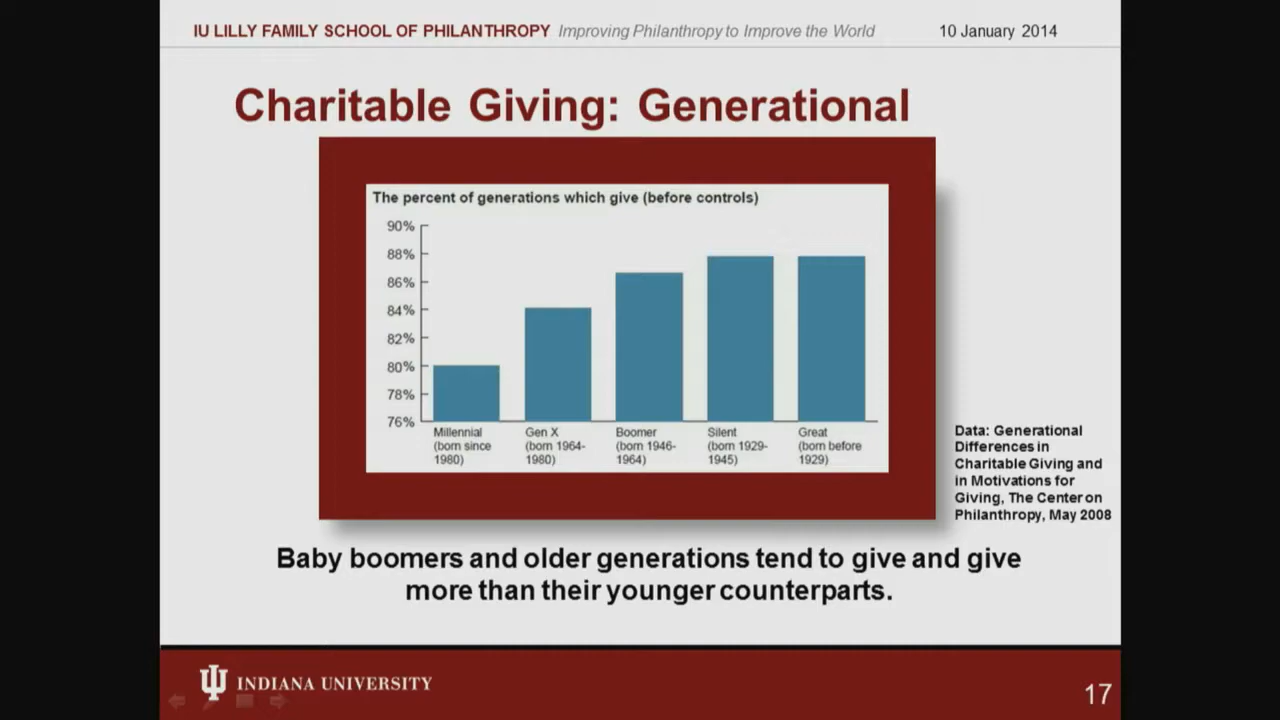 IU LILLY FAMILY SCHOOL OF PHILANTHROPY Improving Philanthropy to Improve the World 10 January 2014
Charitable Giving: Generational
The percent of generations which give (before controls)
90%
88%
86%
84%
82%
80%
78%
76%
Millennial
(born since
1980)
Gen X
(born 1964-
1980)
Boomer
(born 1946-
1964)
Silent
(born 1929-
1945)
Great
(born before
1929)
Data: Generational
Differences in
Charitable Giving and
in Motivations for
Giving, The Center on
Philanthropy, May 2008
Baby boomers and older generations tend to give and give
more than their younger counterparts.
INDIANA UNIVERSITY
17